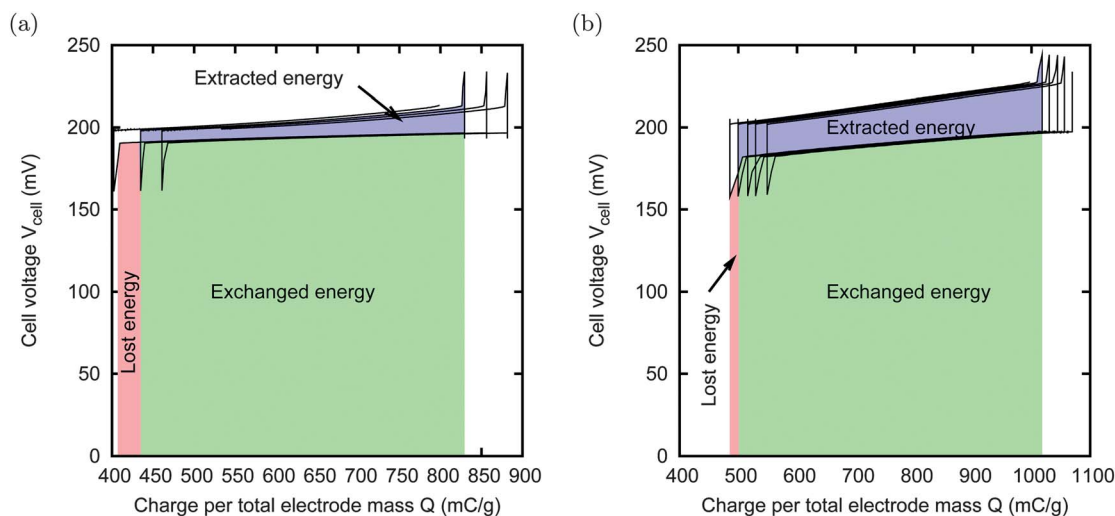 (a)
250
200
150
100
50
0
Cell voltage V_cell (mV)
Extracted energy
Exchanged energy
Lost energy
400 450 500 550 600 650 700 750 800 850 900
Charge per total electrode mass Q (mC/g)
(b)
250
200
150
100
50
0
Cell voltage V_cell (mV)
Extracted energy
Exchanged energy
Lost energy
400 500 600 700 800 900 1000 1100
Charge per total electrode mass Q (mC/g)